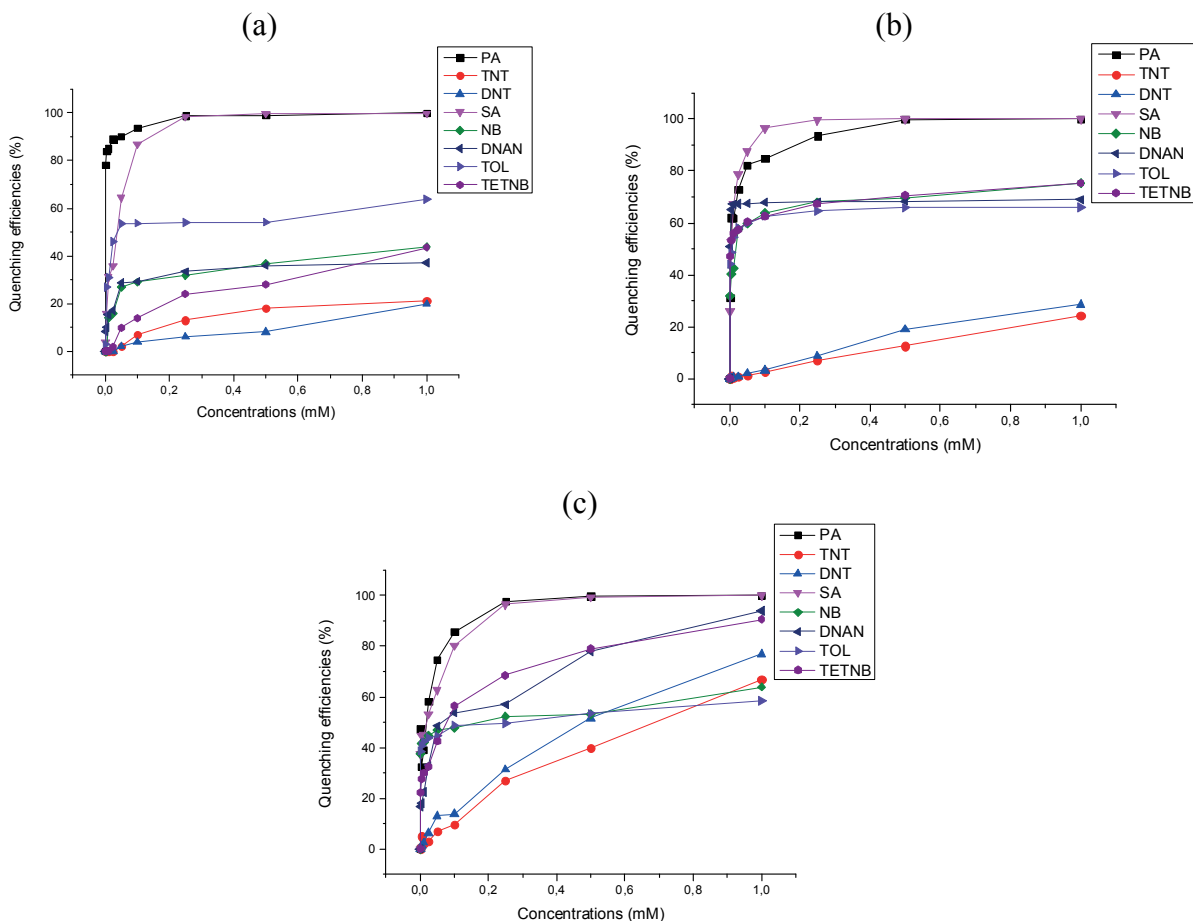 (a)
PA
TNT
DNT
SA
NB
DNAN
TOL
TETNB
100
80
60
40
20
0
Quenching efficiencies (%)
0,0 0,2 0,4 0,6 0,8 1,0
Concentrations (mM)
(b)
PA
TNT
DNT
SA
NB
DNAN
TOL
TETNB
100
80
60
40
20
0
Quenching efficiencies (%)
0,0 0,2 0,4 0,6 0,8 1,0
Concentrations (mM)
(c)
PA
TNT
DNT
SA
NB
DNAN
TOL
TETNB
100
80
60
40
20
0
Quenching efficiencies (%)
0,0 0,2 0,4 0,6 0,8 1,0
Concentrations (mM)